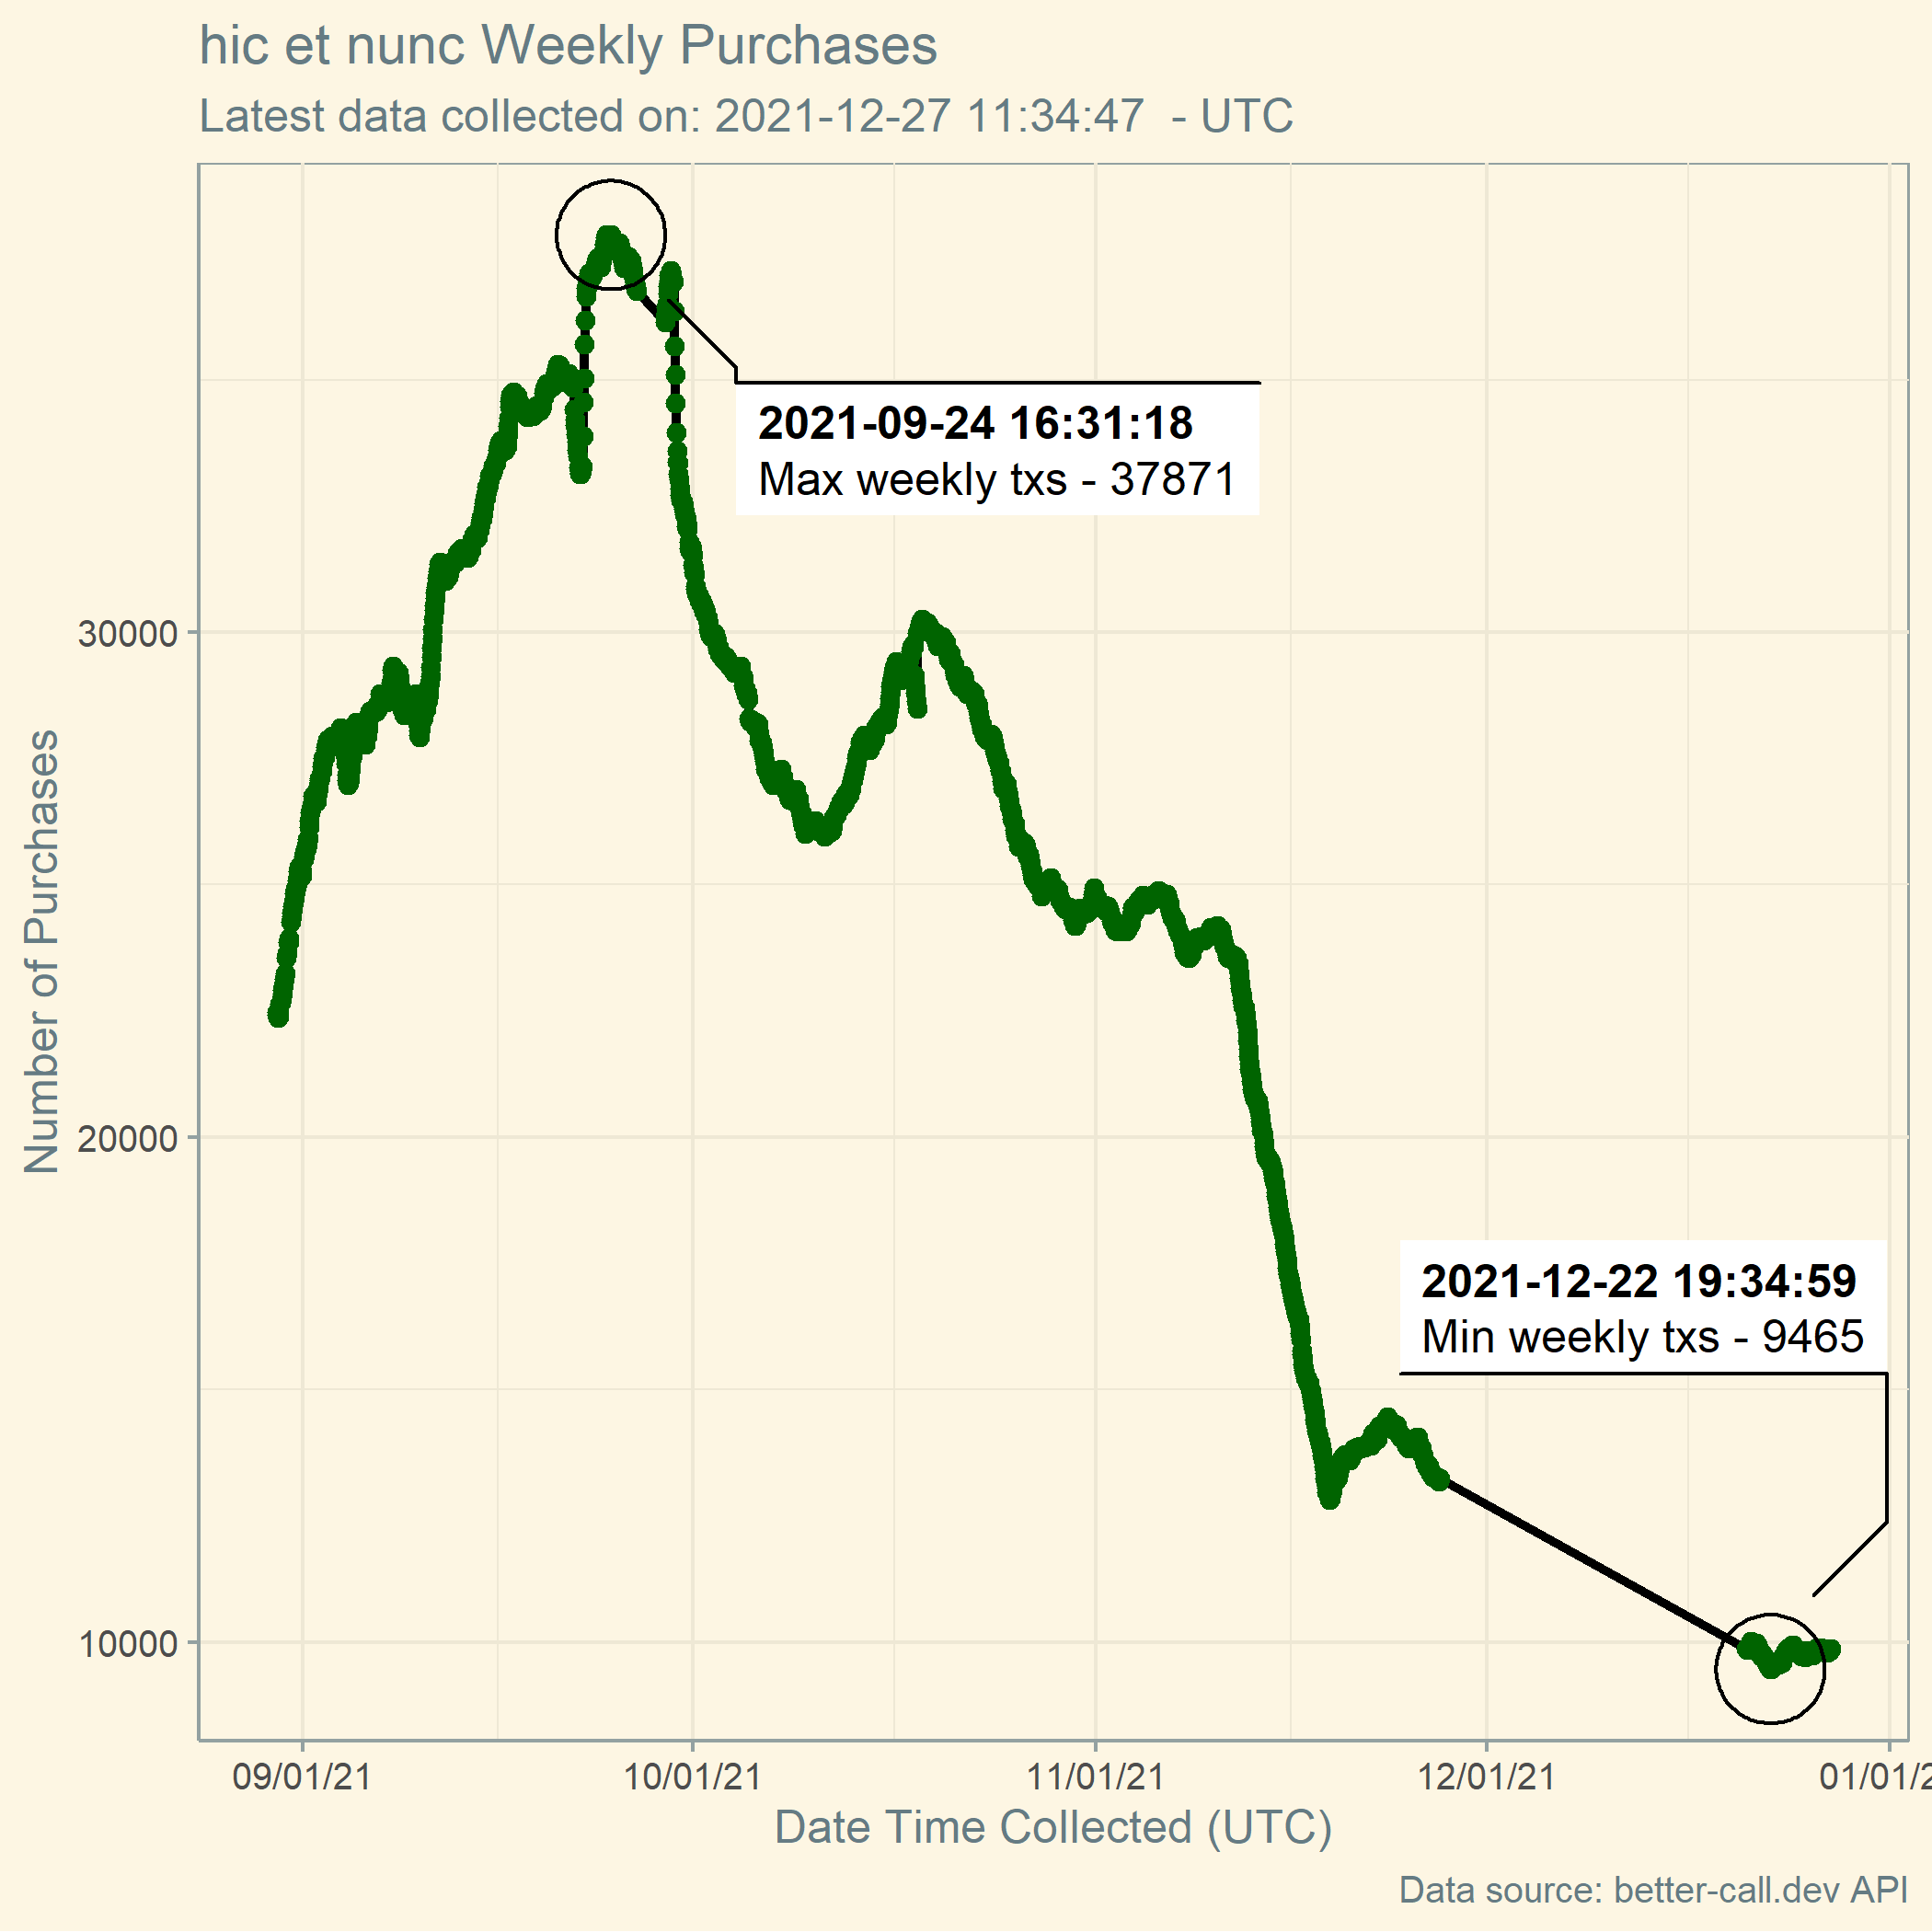 hic et nunc Weekly Purchases
Latest data collected on: 2021-12-27 11:34:47  - UTC
2021-09-24 16:31:18
Max weekly txs - 37871
30000
20000
10000
Number of Purchases
2021-12-22 19:34:59
Min weekly txs - 9465
09/01/21
10/01/21
11/01/21
12/01/21
01/01/2
Date Time Collected (UTC)
Data source: better-call.dev API